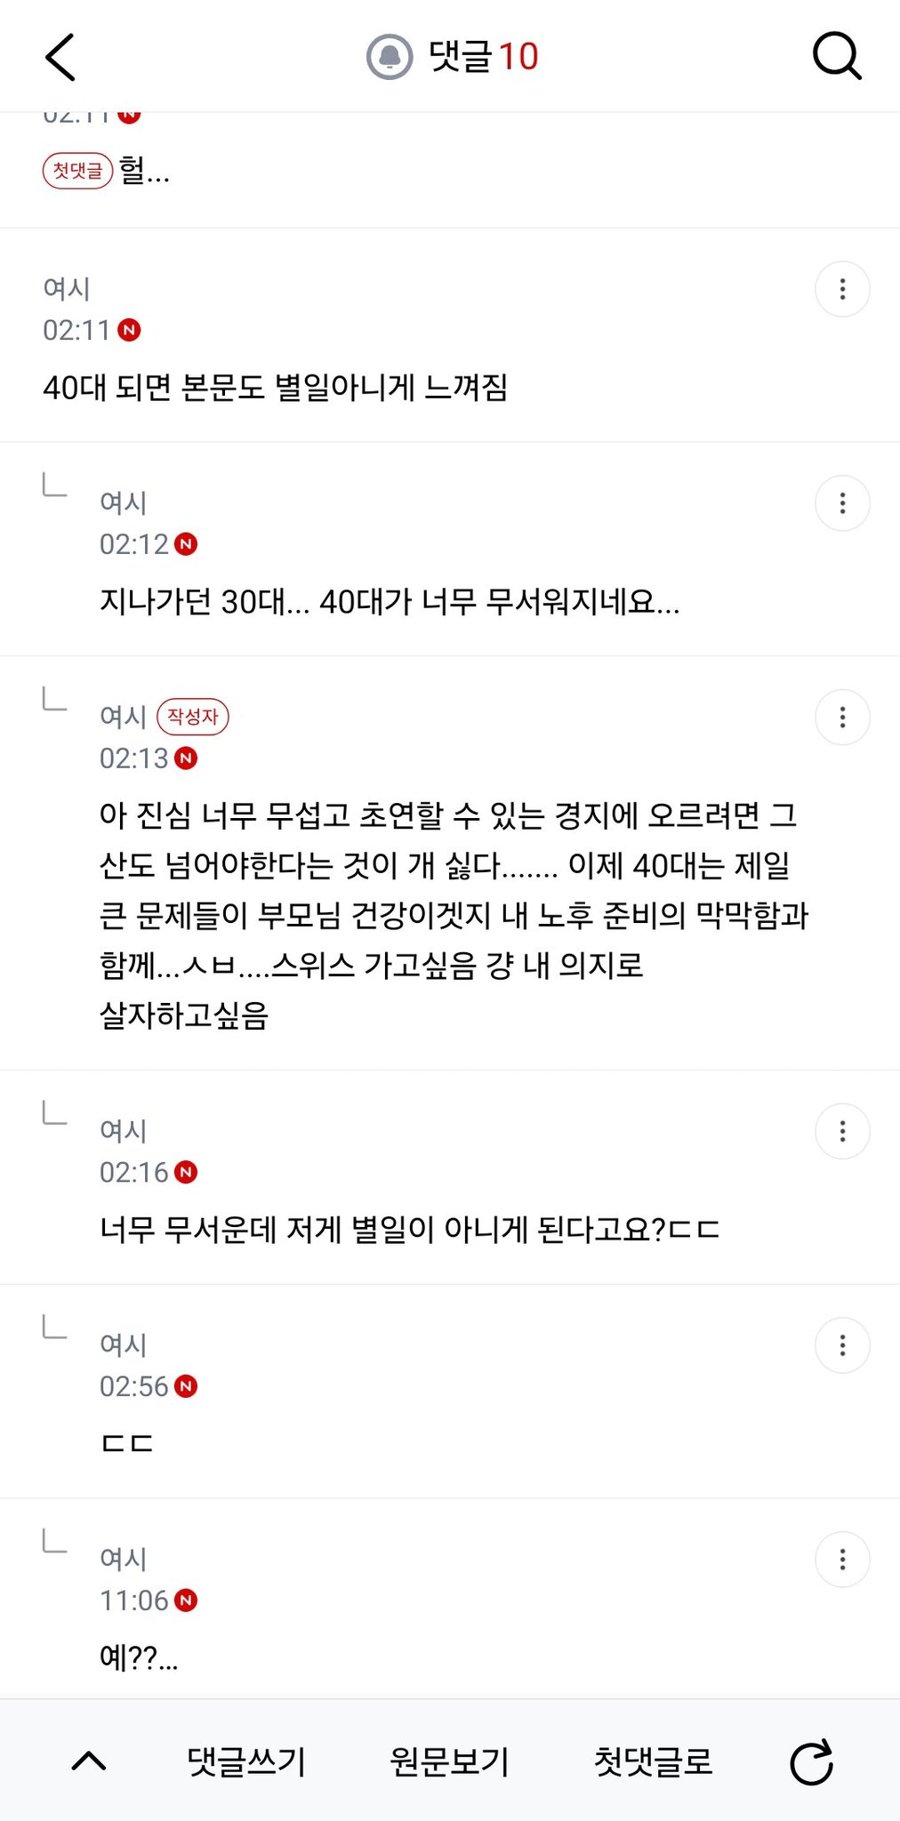 댓글 10
02:11 N
첫댓글 헐...
여시
02:11 N
40대 되면 본문도 별일아니게 느껴짐
여시
02:12 N
지나가던 30대... 40대가 너무 무서워지네요...
여시 작성자
02:13 N
아 진심 너무 무섭고 초연할 수 있는 경지에 오르려면 그
산도 넘어야한다는 것이 개 싫다....... 이제 40대는 제일
큰 문제들이 부모님 건강이겟지 내 노후 준비의 막막함과
함께...ㅅㅂ....스위스 가고싶음 걍 내 의지로
살자하고싶음
여시
02:16 N
너무 무서운데 저게 별일이 아니게 된다고요?ㄷㄷ
여시
02:56 N
ㄷㄷ
여시
11:06 N
예??...
댓글쓰기 원문보기 첫댓글로